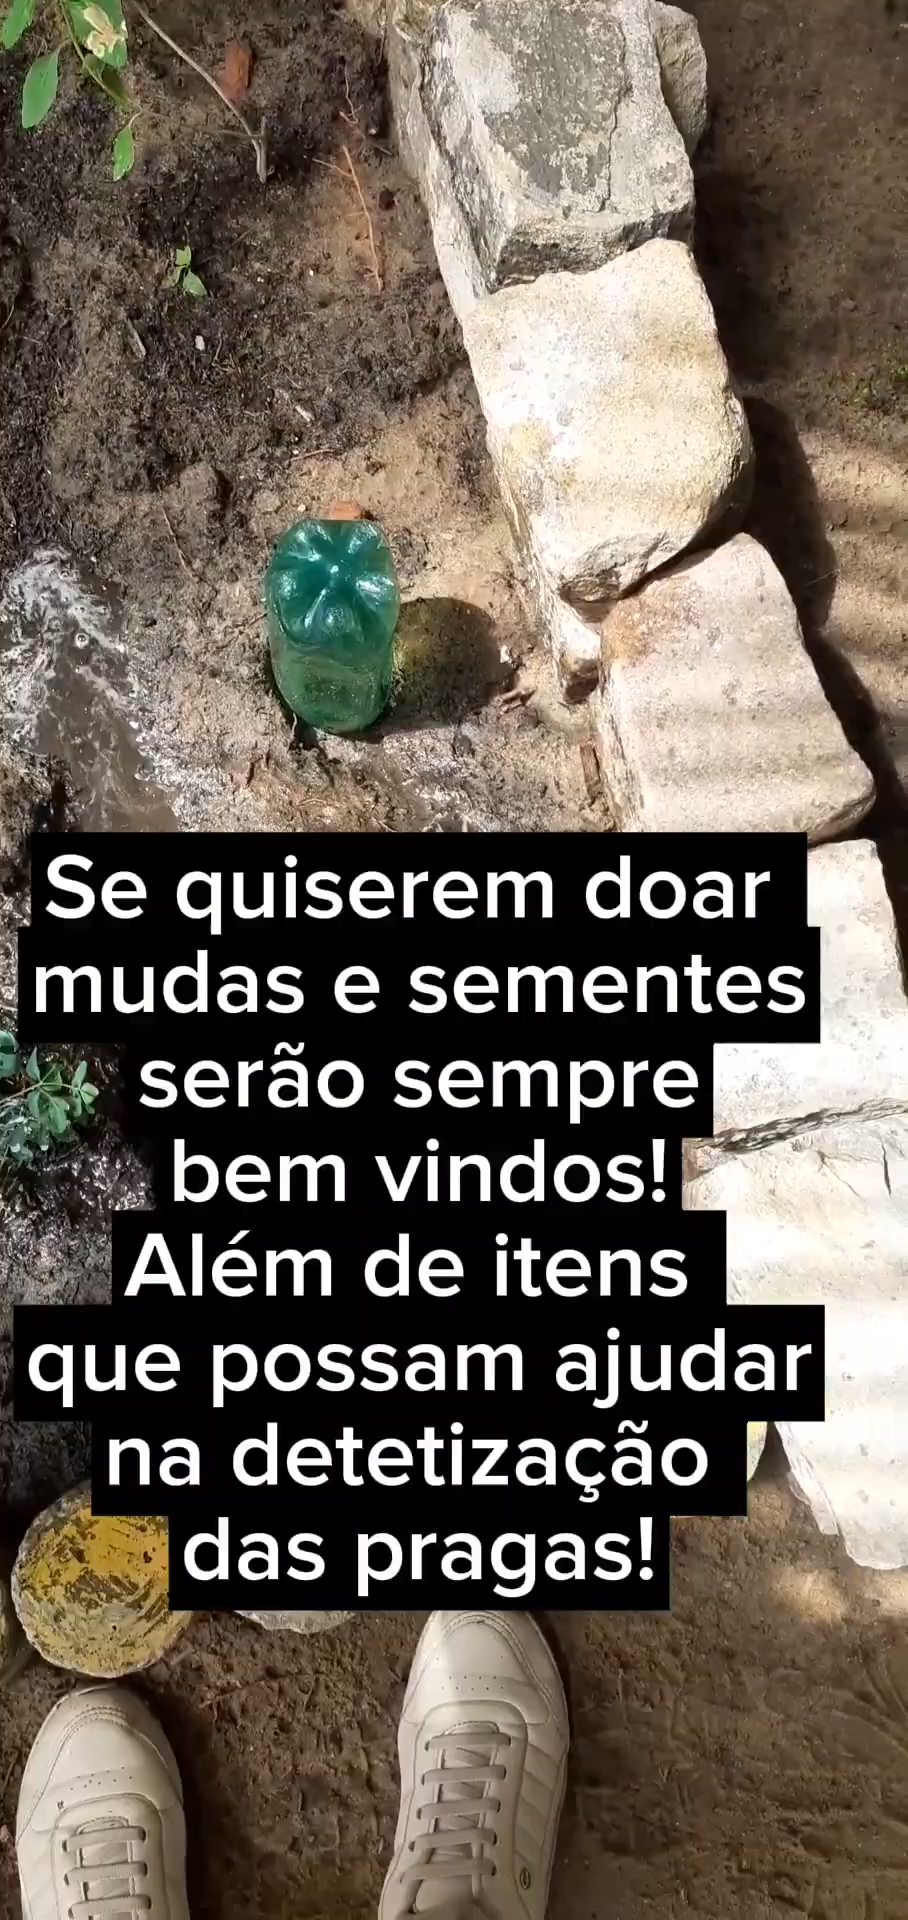 Se quiserem doar
mudas e sementes
serão sempre
bem vindos!
Além de itens
que possam ajudar
na detetização
das pragas!